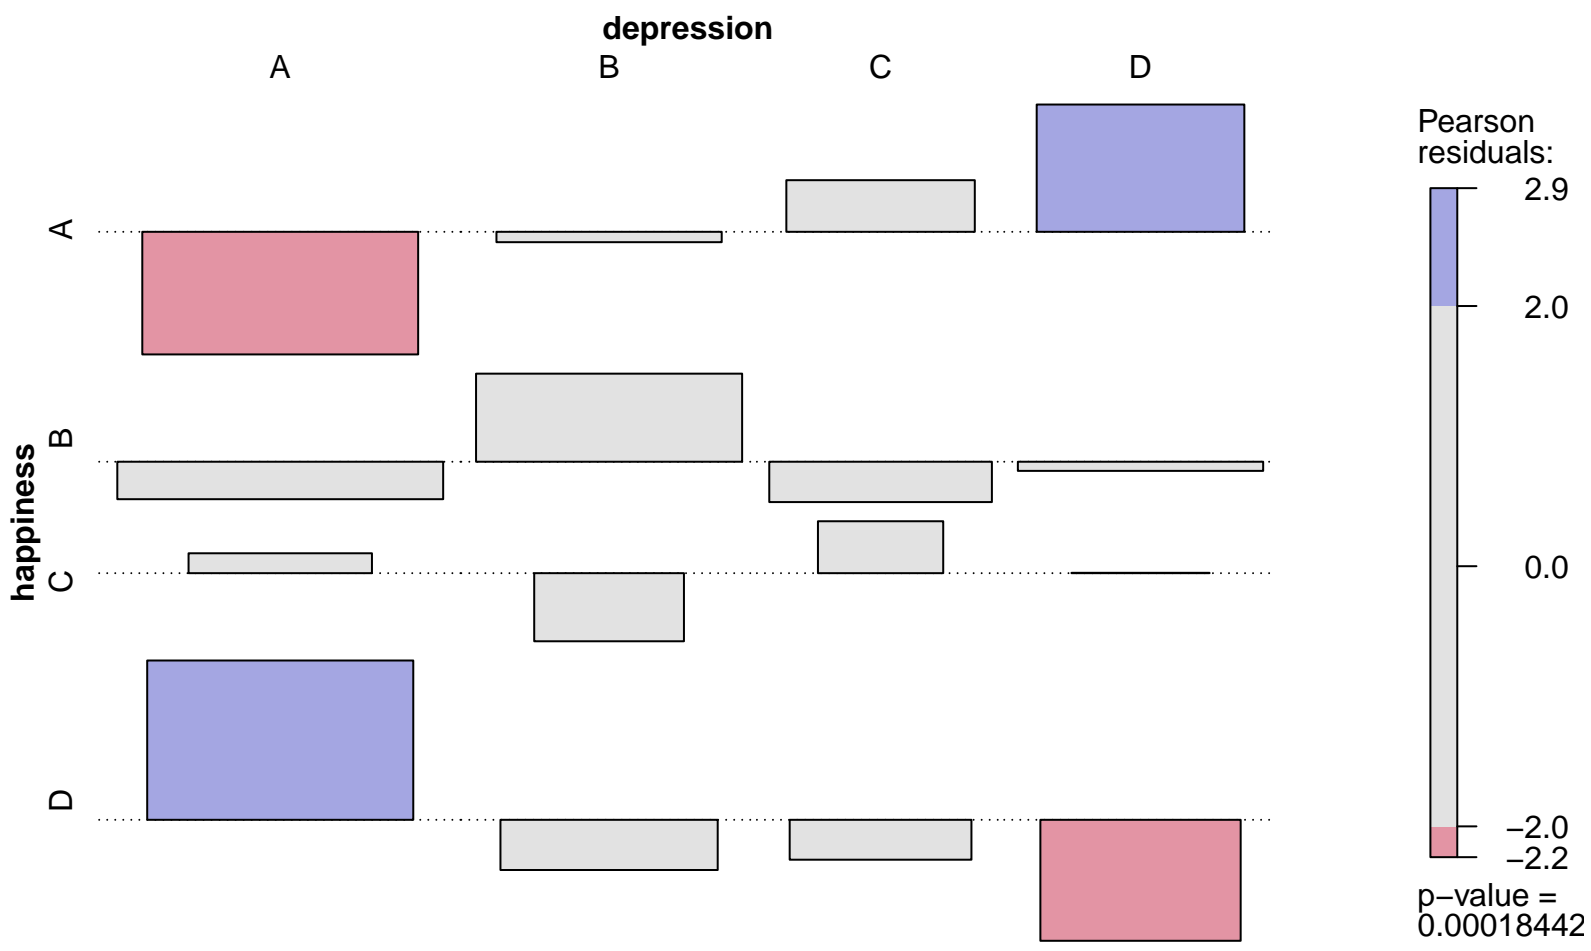 depression
A B C D
Pearson
residuals:
2.9
A
2.0
B
happiness
C
0.0
D
−2.0
−2.2
p−value =
0.00018442